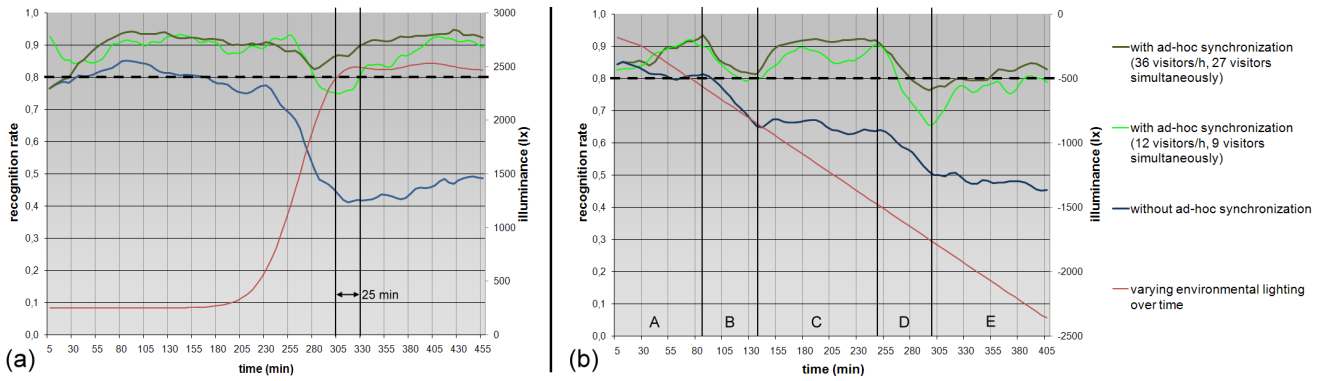 1,0
0,9
0,8
0,7
0,6
0,5
0,4
0,3
0,2
0,1
0,0
recognition rate
3000
2500
2000
1500
1000
500
0
illuminance (lx)
25 min
5 30 55 80 105 130 155 180 205 230 255 280 305 330 355 380 405 430 455
time (min)
(a)
1,0
0,9
0,8
0,7
0,6
0,5
0,4
0,3
0,2
0,1
0,0
recognition rate
0
-500
-1000
-1500
-2000
-2500
illuminance (lx)
A B C D E
5 30 55 80 105 130 155 180 205 230 255 280 305 330 355 380 405
time (min)
(b)
with ad-hoc synchronization
(36 visitors/h, 27 visitors
simultaneously)
with ad-hoc synchronization
(12 visitors/h, 9 visitors
simultaneously)
without ad-hoc synchronization
varying environmental lighting
over time